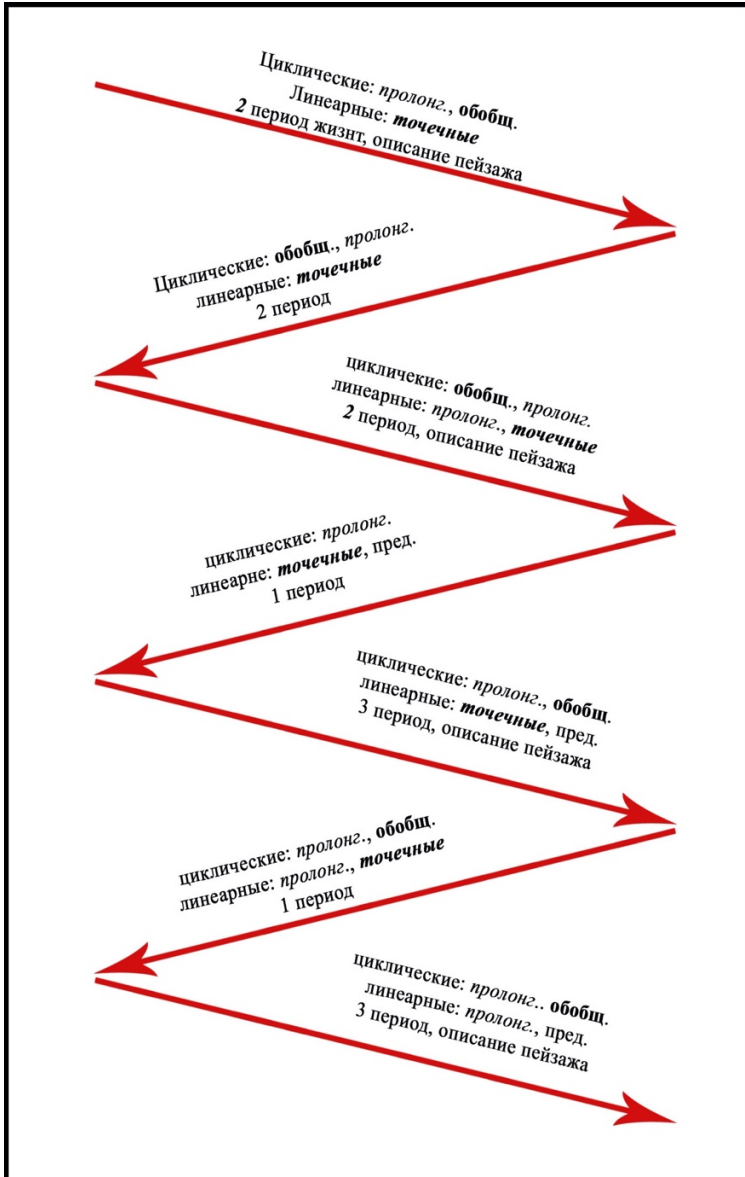 Циклические: пролонг., обобщ.
Линеарные: точечные
2 период жизнт, описание пейзажа
Циклические: обобщ., пролонг.
линеарные: точечные
2 период
цикличекие: обобщ., пролонг.
линеарные: пролонг., точечные
2 период, описание пейзажа
циклические: пролонг.
линеарне: точечные, пред.
1 период
циклические: пролонг., обобщ.
линеарные: точечные, пред.
3 период, описание пейзажа
циклические: пролонг., обобщ.
линеарные: пролонг., точечные
1 период
циклические: пролонг.. обобщ.
линеарные: пролонг., пред.
3 период, описание пейзажа